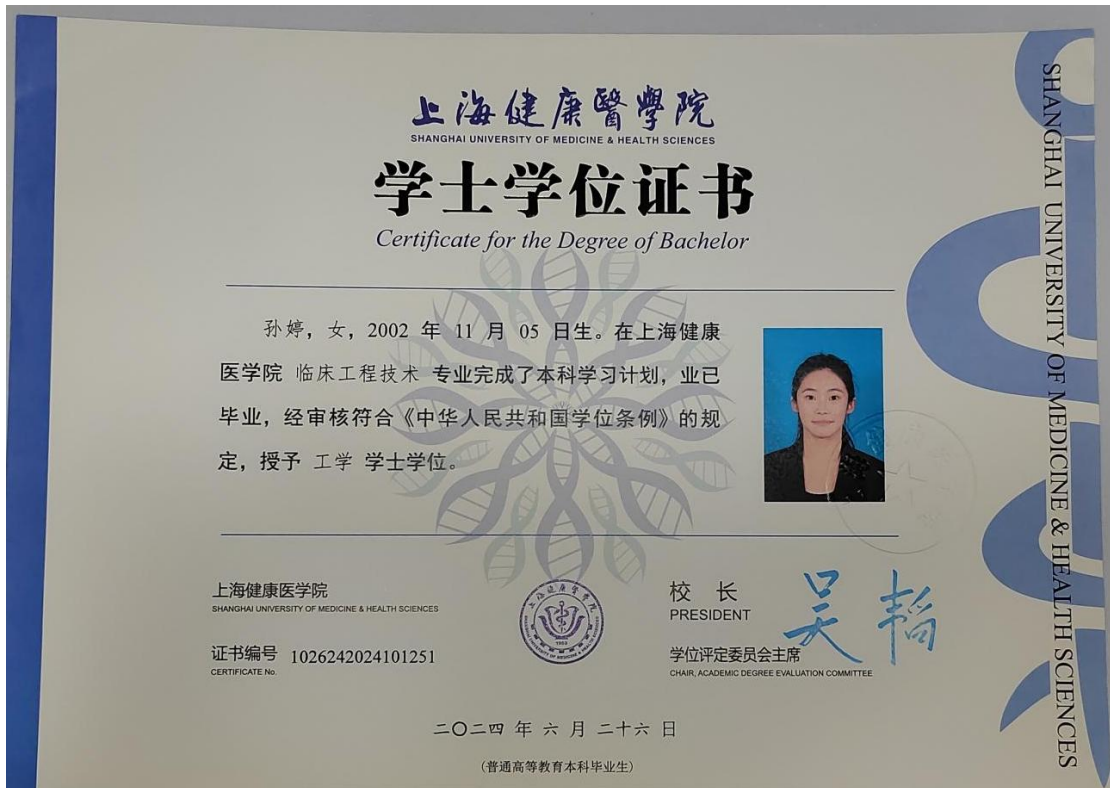 上海健康醫學院
SHANGHAI UNIVERSITY OF MEDICINE & HEALTH SCIENCES
学士学位证书
Certificate for the Degree of Bachelor
孙婷，女，2002 年 11 月 05 日生。在上海健康
医学院 临床工程技术 专业完成了本科学习计划，业已
毕业，经审核符合《中华人民共和国学位条例》的规
定，授予 工学 学士学位。
上海健康医学院
SHANGHAI UNIVERSITY OF MEDICINE & HEALTH SCIENCES
证书编号 1026242024101251
CERTIFICATE No.
校 长
PRESIDENT
吴韬
学位评定委员会主席
CHAIR, ACADEMIC DEGREE EVALUATION COMMITTEE
二〇二四 年 六 月 二十六 日
(普通高等教育本科毕业生)
SHANGHAI UNIVERSITY OF MEDICINE & HEALTH SCIENCES